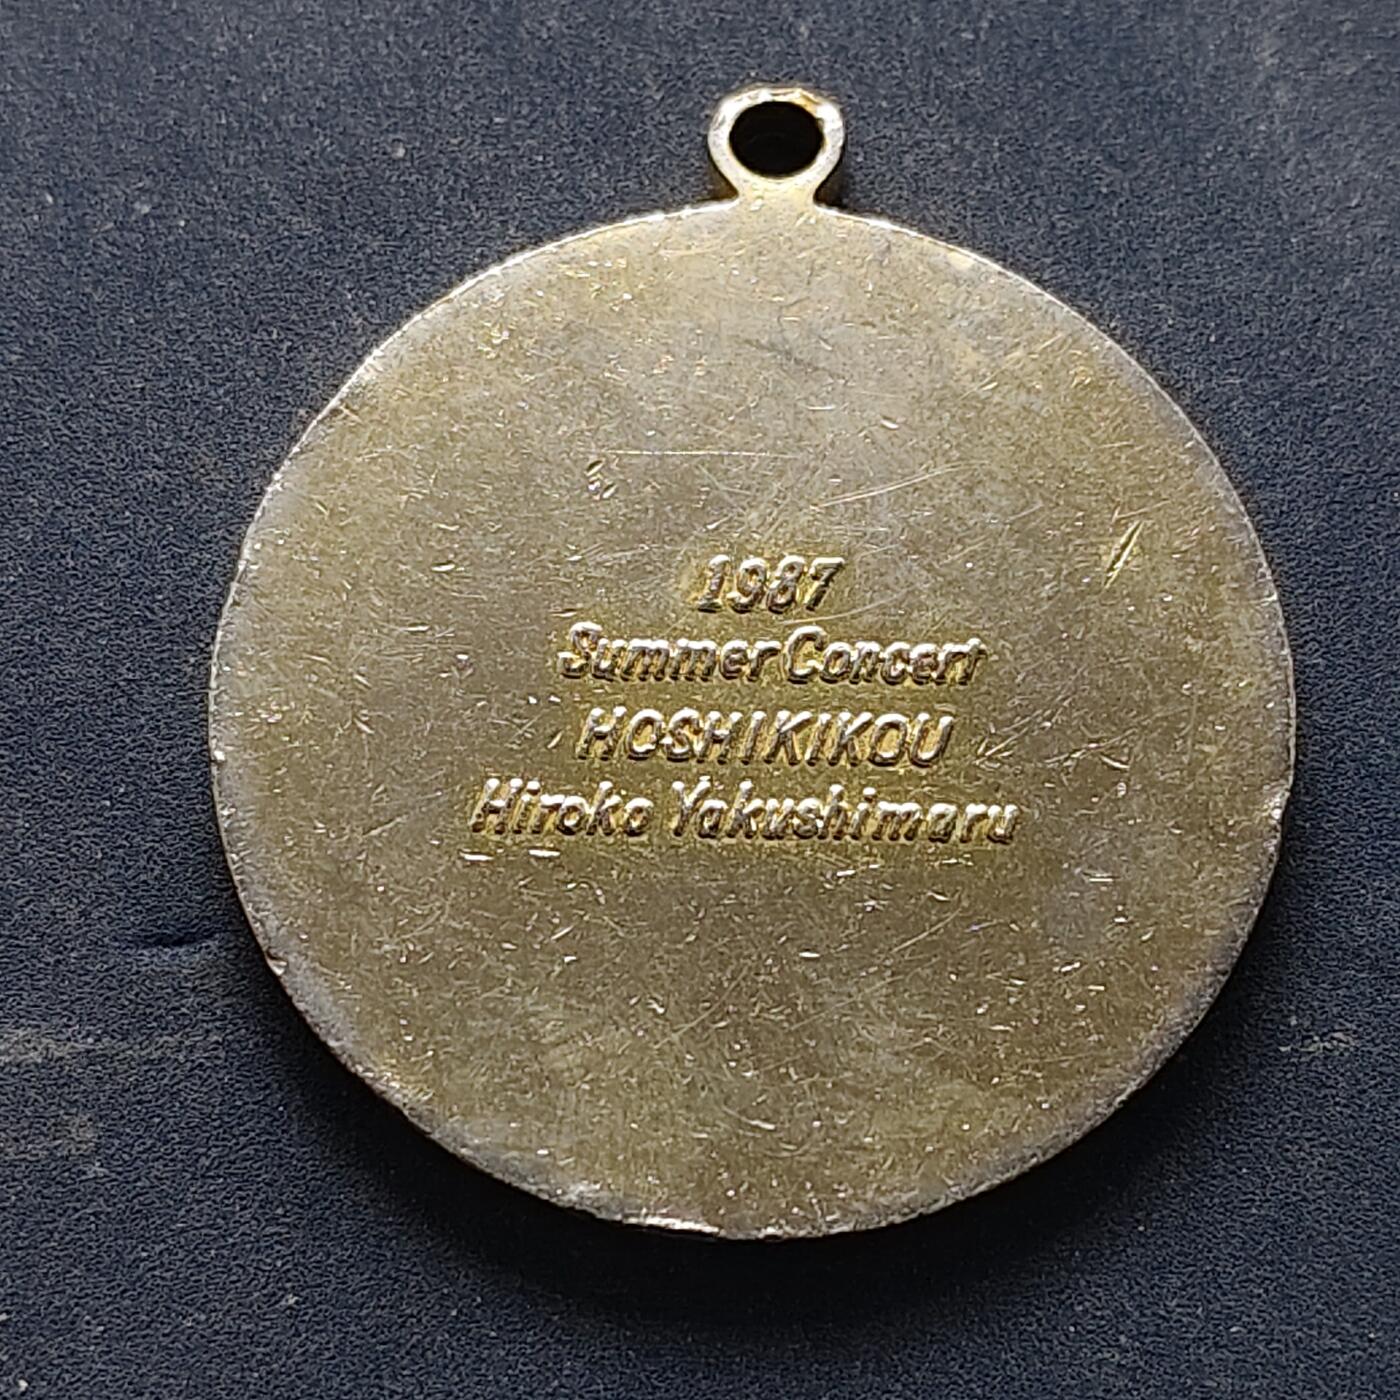 1987
Summer Concert
HOSHIKIKOU
Hiroko Yakushimaru